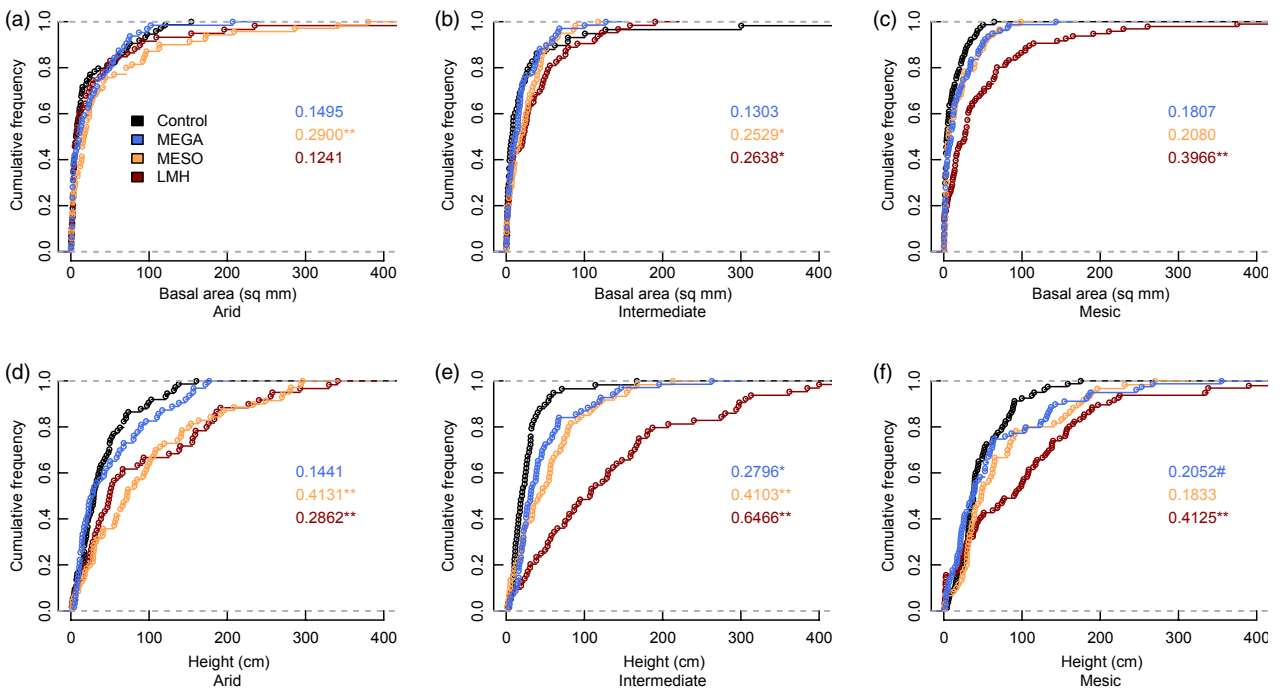 (a)
Cumulative frequency
1.0
0.8
0.6
0.4
0.2
0.0
Control
MEGA
MESO
LMH
0.1495
0.2900**
0.1241
0 100 200 300 400
Basal area (sq mm)
Arid
(b)
Cumulative frequency
1.0
0.8
0.6
0.4
0.2
0.0
0.1303
0.2529*
0.2638*
0 100 200 300 400
Basal area (sq mm)
Intermediate
(c)
Cumulative frequency
1.0
0.8
0.6
0.4
0.2
0.0
0.1807
0.2080
0.3966**
0 100 200 300 400
Basal area (sq mm)
Mesic
(d)
Cumulative frequency
1.0
0.8
0.6
0.4
0.2
0.0
0.1441
0.4131**
0.2862**
0 100 200 300 400
Height (cm)
Arid
(e)
Cumulative frequency
1.0
0.8
0.6
0.4
0.2
0.0
0.2796*
0.4103**
0.6466**
0 100 200 300 400
Height (cm)
Intermediate
(f)
Cumulative frequency
1.0
0.8
0.6
0.4
0.2
0.0
0.2052#
0.1833
0.4125**
0 100 200 300 400
Height (cm)
Mesic